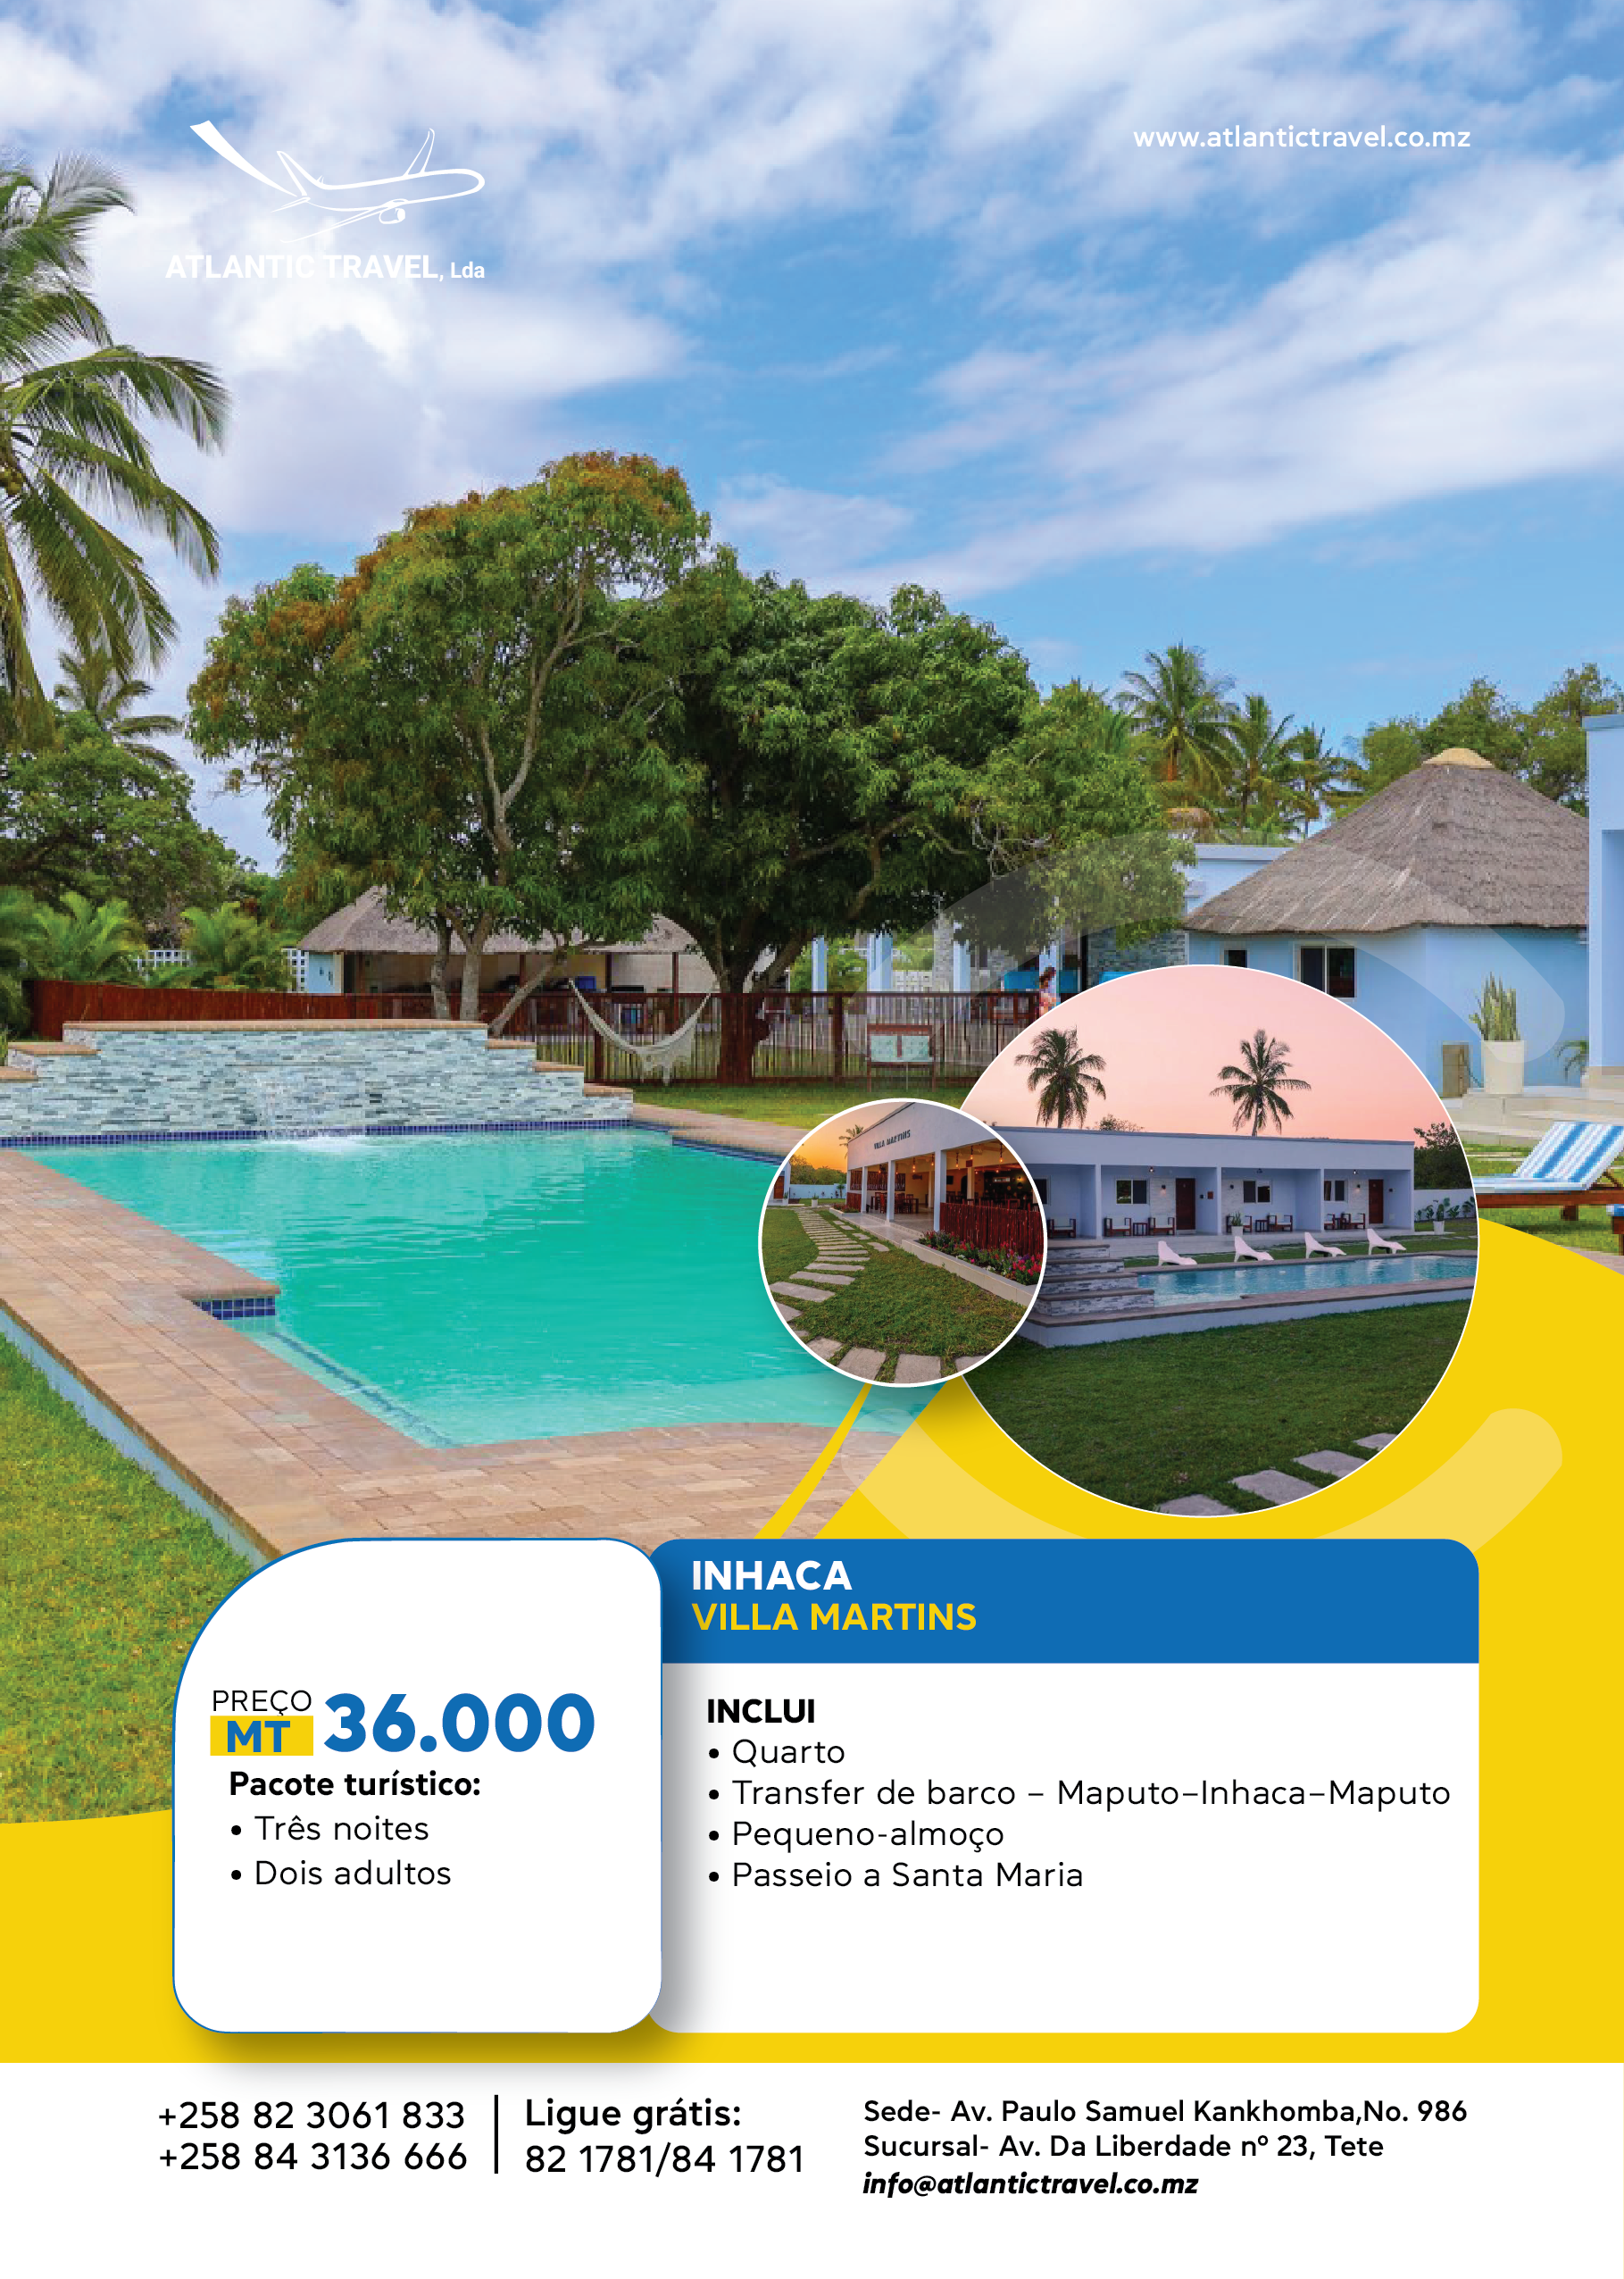 www.atlantictravel.co.mz
ATLANTIC TRAVEL, Lda
VILLA MARTINS
INHACA
VILLA MARTINS
PREÇO
MT 36.000
Pacote turístico:
• Três noites
• Dois adultos
INCLUI
• Quarto
• Transfer de barco – Maputo–Inhaca–Maputo
• Pequeno-almoço
• Passeio a Santa Maria
+258 82 3061 833
+258 84 3136 666
Ligue grátis:
82 1781/84 1781
Sede- Av. Paulo Samuel Kankhomba,No. 986
Sucursal- Av. Da Liberdade nº 23, Tete
info@atlantictravel.co.mz